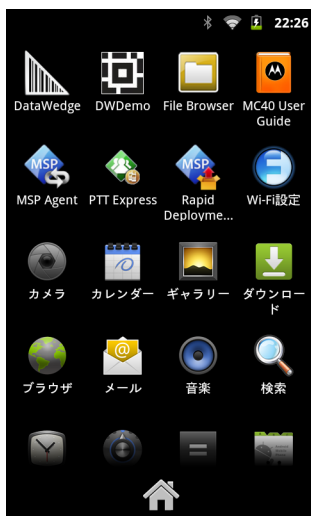 22:26
DataWedge
DWDemo
File Browser
MC40 User
Guide
MSP
MSP
MSP Agent
PTT Express
Rapid
Deployme...
Wi-Fi設定
カメラ
カレンダー
ギャラリー
ダウンロー
ド
ブラウザ
メール
音楽
検索